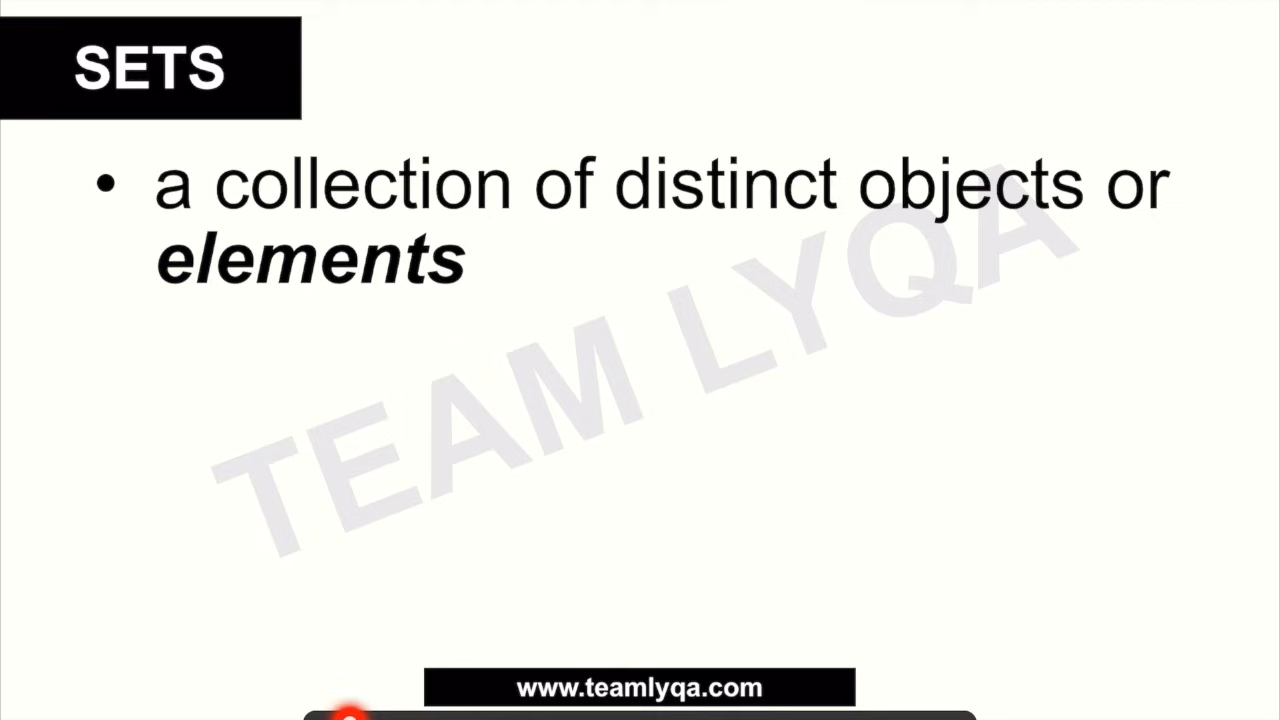 SETS
• a collection of distinct objects or
elements
TEAM LYQA
www.teamlyqa.com